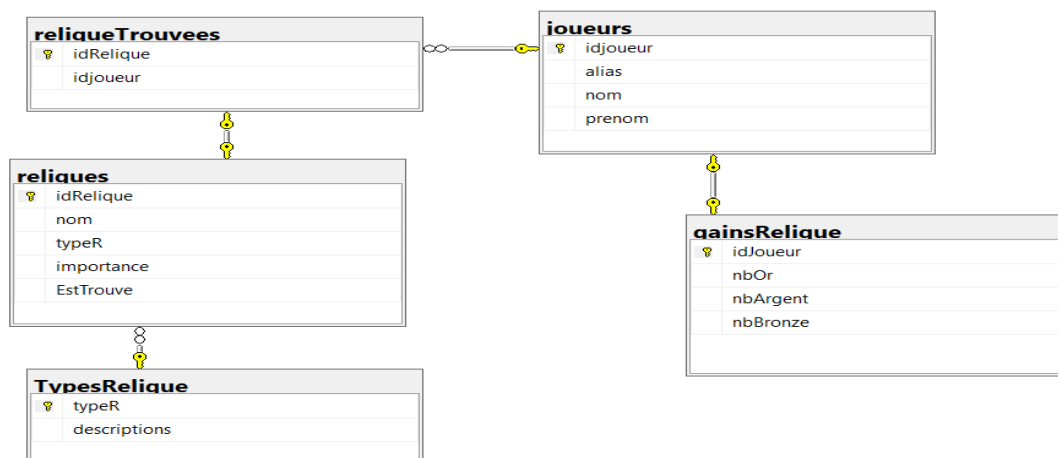 reliqueTrouvees
idRelique
idjoueur
joueurs
idjoueur
alias
nom
prenom
reliques
idRelique
nom
typeR
importance
EstTrouve
gainsRelique
idJoueur
nbOr
nbArgent
nbBronze
TypesRelique
typeR
descriptions